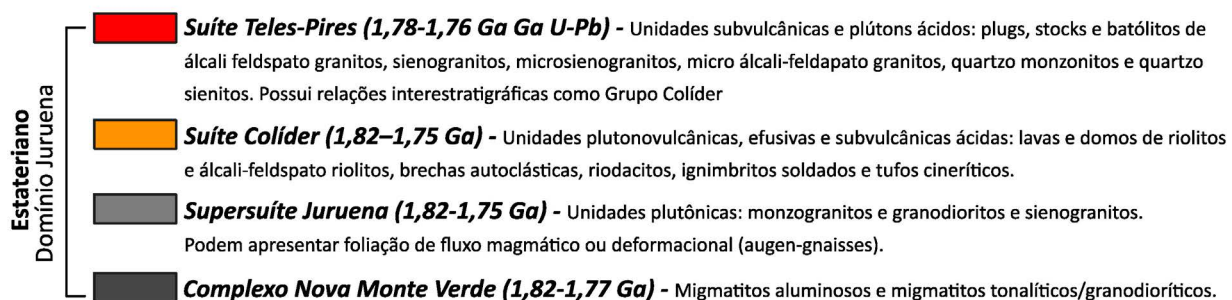 Estateriano
Domínio Juruena
Suíte Teles-Pires (1,78-1,76 Ga Ga U-Pb) - Unidades subvulcânicas e plútons ácidos: plugs, stocks e batólitos de
álcali feldspato granitos, sienogranitos, microsienogranitos, micro álcali-feldapato granitos, quartzo monzonitos e quartzo
sienitos. Possui relações interestratigráficas como Grupo Colíder
Suíte Colíder (1,82–1,75 Ga) - Unidades plutonovulcânicas, efusivas e subvulcânicas ácidas: lavas e domos de riolitos
e álcali-feldspato riolitos, brechas autoclásticas, riodacitos, ignimbritos soldados e tufos cineríticos.
Supersuíte Juruena (1,82-1,75 Ga) - Unidades plutônicas: monzogranitos e granodioritos e sienogranitos.
Podem apresentar foliação de fluxo magmático ou deformacional (augen-gnaisses).
Complexo Nova Monte Verde (1,82-1,77 Ga) - Migmatitos aluminosos e migmatitos tonalíticos/granodioríticos.